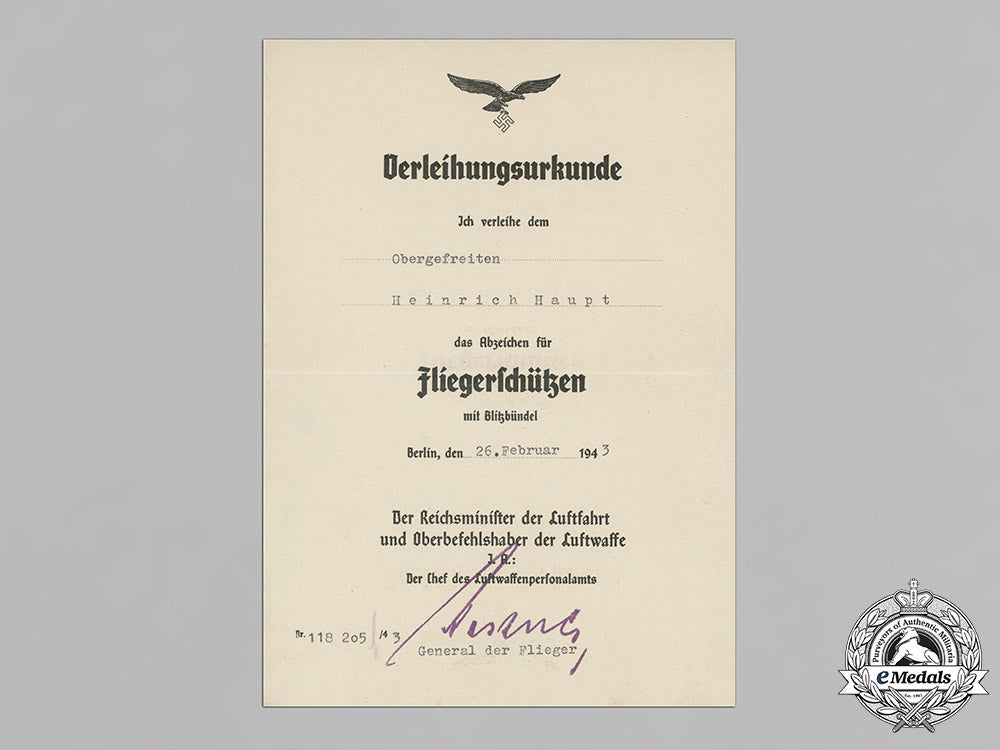 Verleihungsurkunde
Ich verleihe dem
Obergefreiten
Heinrich Haupt
das Abzeichen für
Fliegerschützen
mit Blitzbündel
Berlin, den 26. Februar 1943
Der Reichsminister der Luftfahrt
und Oberbefehlshaber der Luftwaffe
I. A.:
Der Chef des Luftwaffenpersonalamts
Nr. 118 205/43
General der Flieger
Purveyors of Authentic Militaria
eMedals